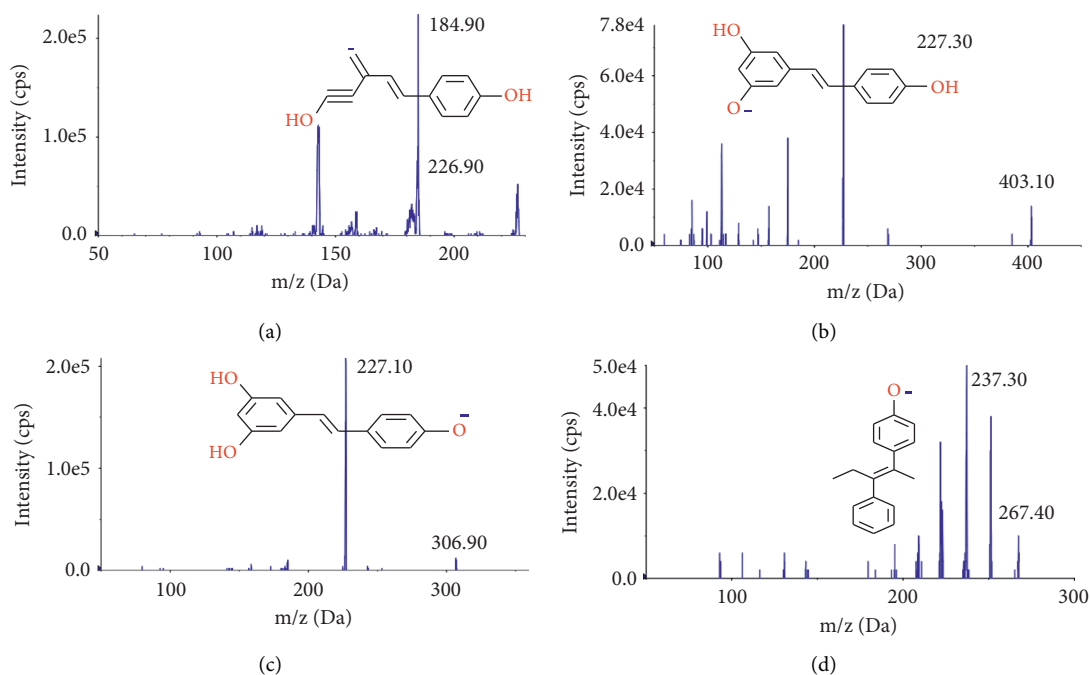 2.0e5
1.0e5
0.0
Intensity (cps)
184.90
226.90
HO
OH
50
100
150
200
m/z (Da)
(a)
7.8e4
6.0e4
4.0e4
2.0e4
0.0
Intensity (cps)
HO
O
OH
227.30
403.10
100
200
300
400
m/z (Da)
(b)
2.0e5
1.0e5
0.0
Intensity (cps)
HO
HO
O
227.10
306.90
100
200
300
m/z (Da)
(c)
5.0e4
4.0e4
2.0e4
0.0
Intensity (cps)
O
237.30
267.40
100
200
300
m/z (Da)
(d)